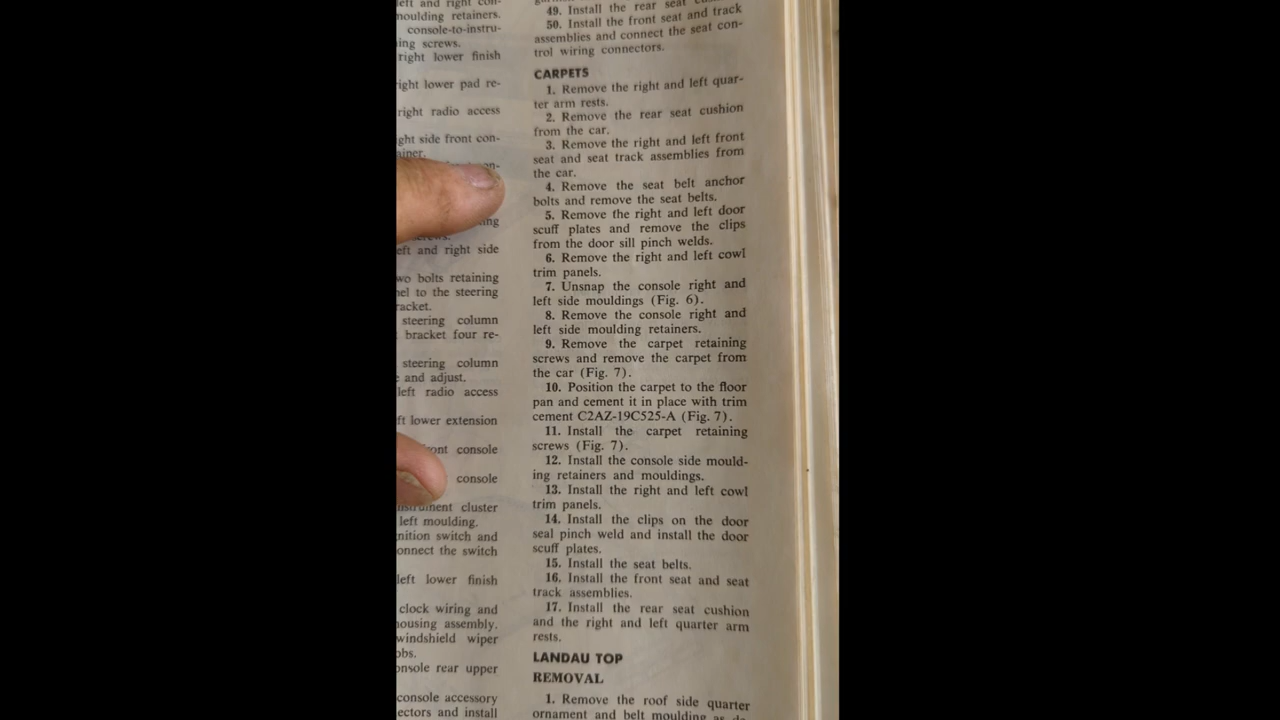 left and right con-
moulding retainers.
console-to-instru-
ing screws.
right lower finish
right lower pad re-
right radio access
ght side front con-
ainer.
on-
ing
screws.
eft and right side
wo bolts retaining
nel to the steering
racket.
steering column
bracket four re-
steering column
and adjust.
left radio access
ft lower extension
front console
console
instrument cluster
left moulding.
nition switch and
onnect the switch
left lower finish
clock wiring and
housing assembly.
windshield wiper
obs.
onsole rear upper
console accessory
ectors and install
49. Install the rear seat
50. Install the front seat and track
assemblies and connect the seat con-
trol wiring connectors.
CARPETS
1. Remove the right and left quar-
ter arm rests.
2. Remove the rear seat cushion
from the car.
3. Remove the right and left front
seat and seat track assemblies from
the car.
4. Remove the seat belt anchor
bolts and remove the seat belts.
5. Remove the right and left door
scuff plates and remove the clips
from the door sill pinch welds.
6. Remove the right and left cowl
trim panels.
7. Unsnap the console right and
left side mouldings (Fig. 6).
8. Remove the console right and
left side moulding retainers.
9. Remove the carpet retaining
screws and remove the carpet from
the car (Fig. 7).
10. Position the carpet to the floor
pan and cement it in place with trim
cement C2AZ-19C525-A (Fig. 7).
11. Install the carpet retaining
screws (Fig. 7).
12. Install the console side mould-
ing retainers and mouldings.
13. Install the right and left cowl
trim panels.
14. Install the clips on the door
seal pinch weld and install the door
scuff plates.
15. Install the seat belts.
16. Install the front seat and seat
track assemblies.
17. Install the rear seat cushion
and the right and left quarter arm
rests.
LANDAU TOP
REMOVAL
1. Remove the roof side quarter
ornament and belt moulding as de-